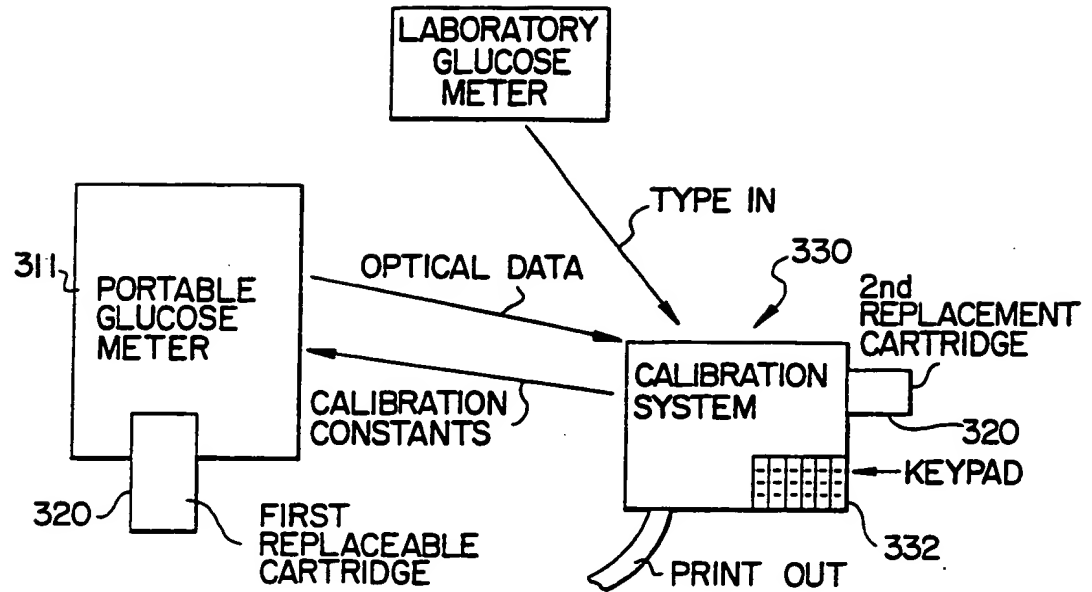 LABORATORY
GLUCOSE
METER
TYPE IN
330
311
PORTABLE
GLUCOSE
METER
OPTICAL DATA
2nd
REPLACEMENT
CARTRIDGE
CALIBRATION
CONSTANTS
CALIBRATION
SYSTEM
320
KEYPAD
320
FIRST
REPLACEABLE
CARTRIDGE
332
PRINT OUT